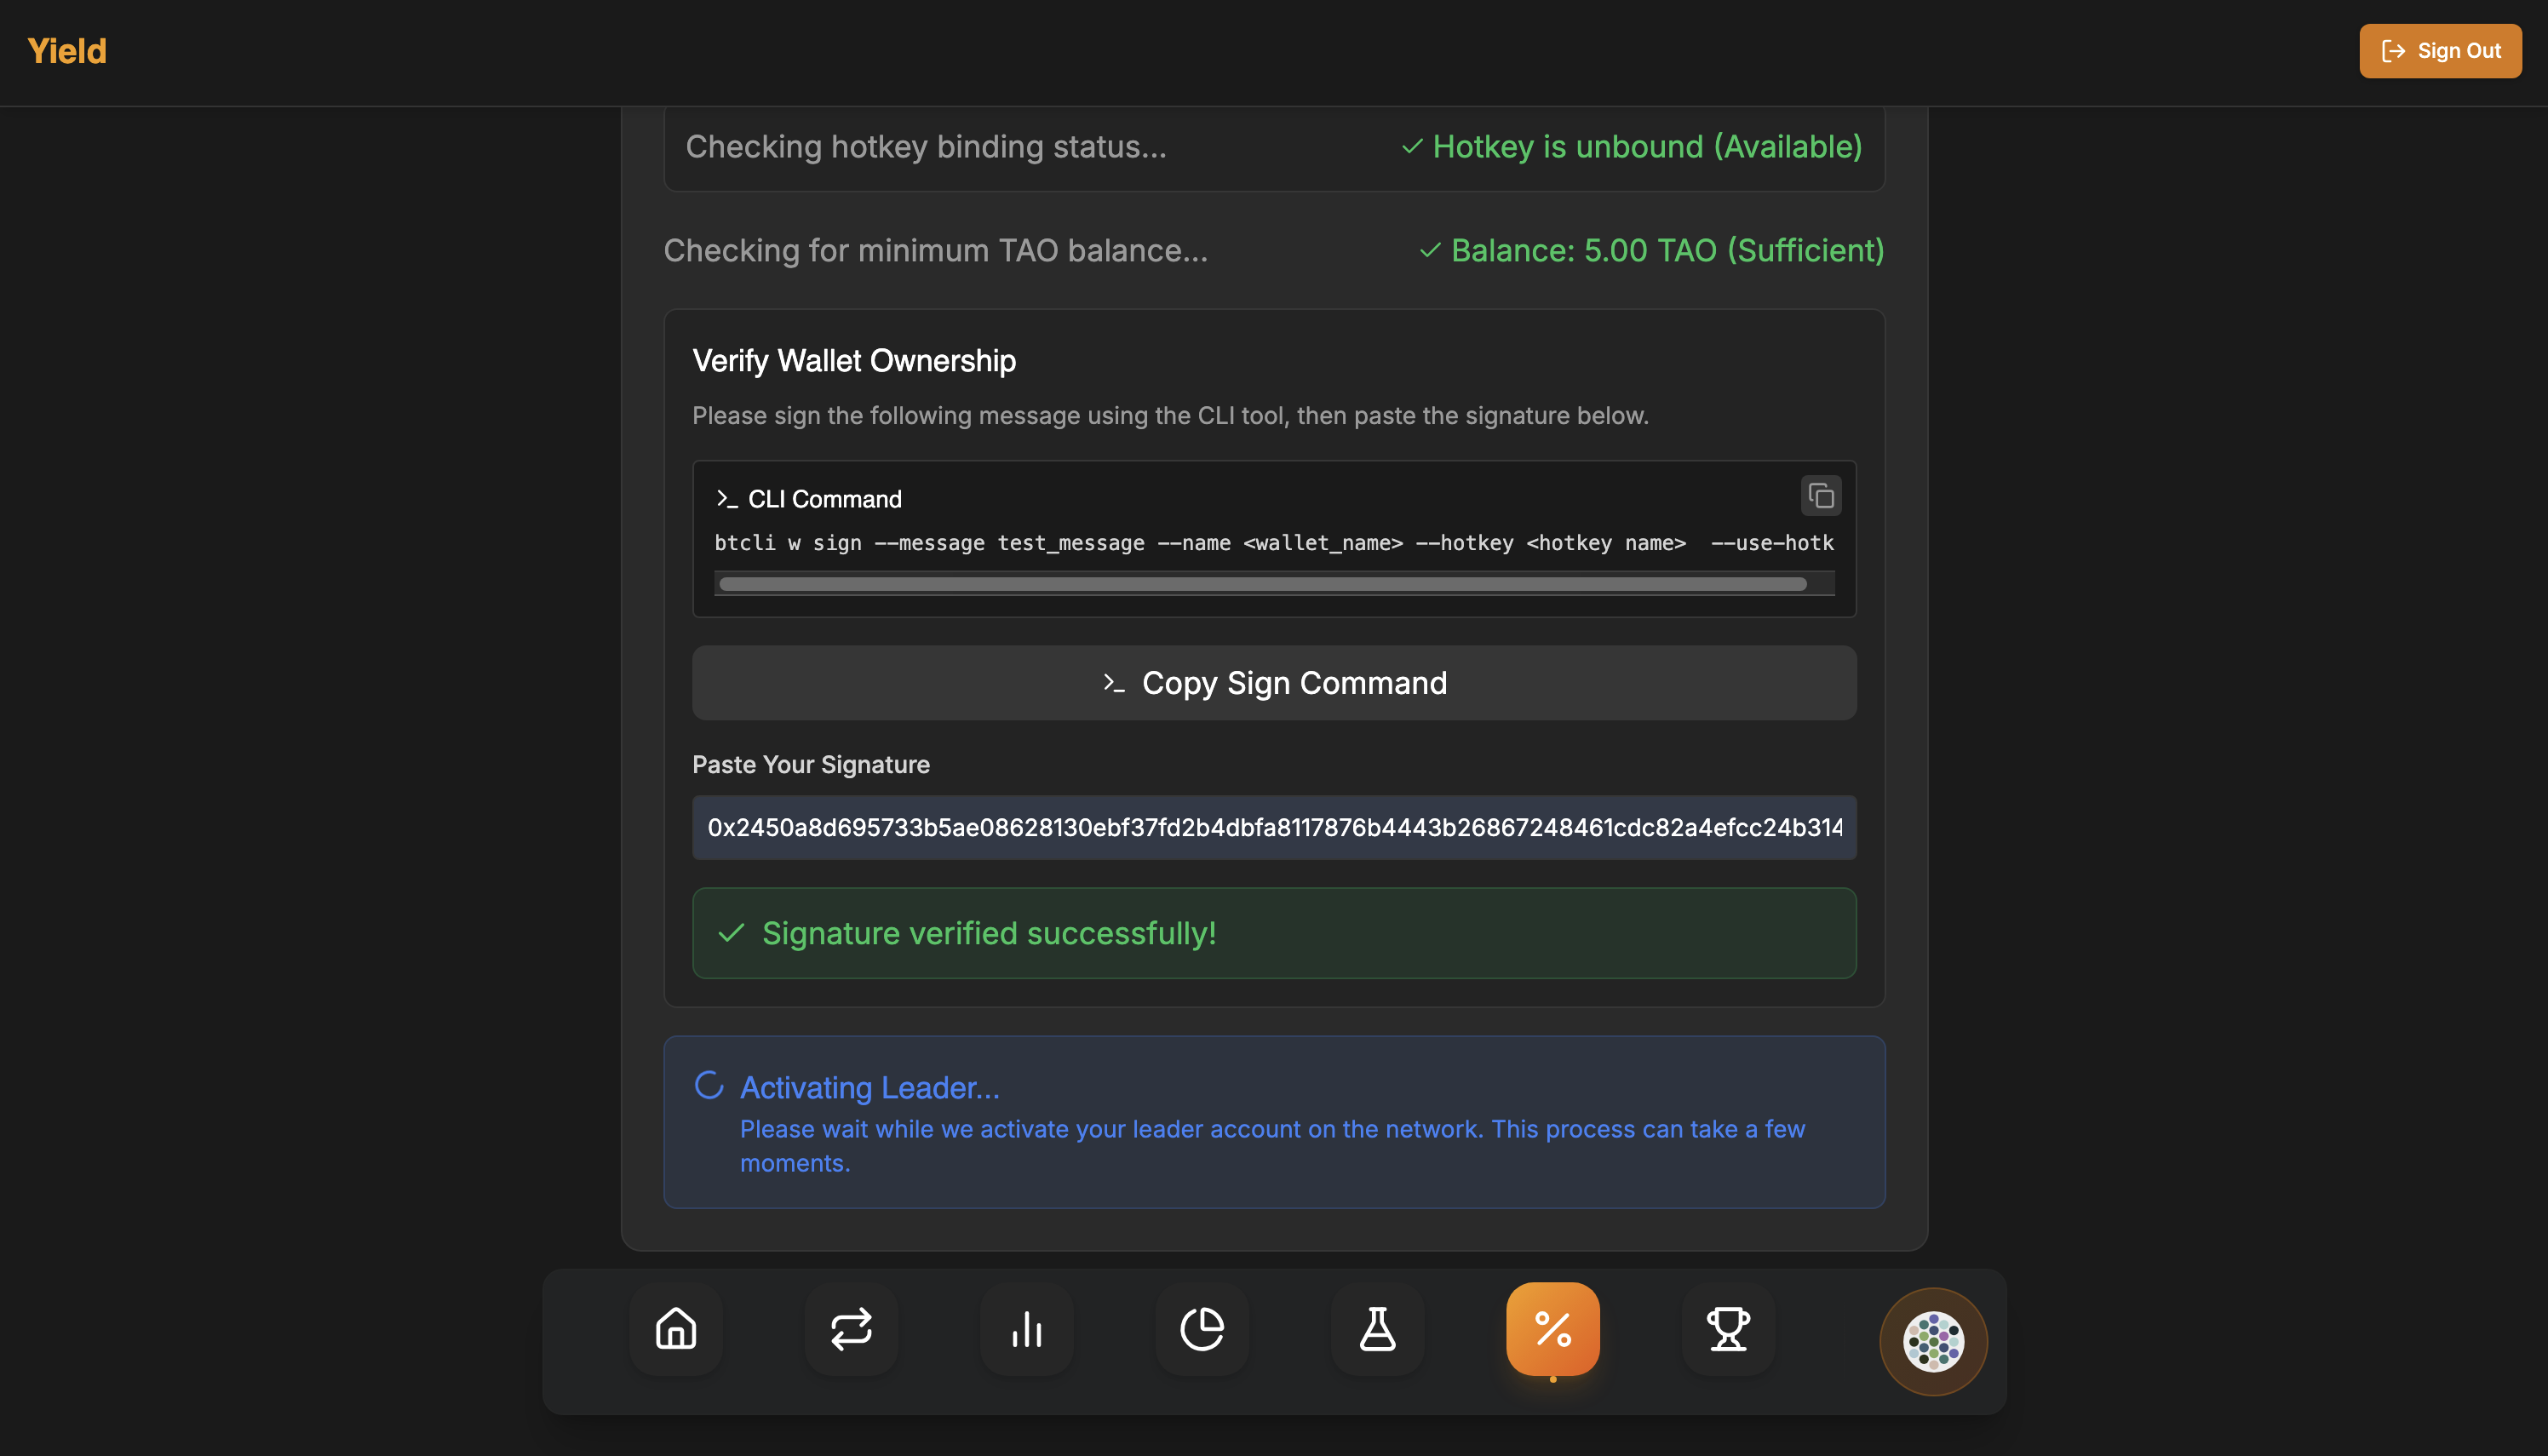 Yield
Sign Out
Checking hotkey binding status...
Hotkey is unbound (Available)
Checking for minimum TAO balance...
Balance: 5.00 TAO (Sufficient)
Verify Wallet Ownership
Please sign the following message using the CLI tool, then paste the signature below.
>_ CLI Command
btcli w sign --message test_message --name <wallet_name> --hotkey <hotkey name>  --use-hotk
>_ Copy Sign Command
Paste Your Signature
0x2450a8d695733b5ae08628130ebf37fd2b4dbfa8117876b4443b26867248461cdc82a4efcc24b314
Signature verified successfully!
Activating Leader...
Please wait while we activate your leader account on the network. This process can take a few
moments.